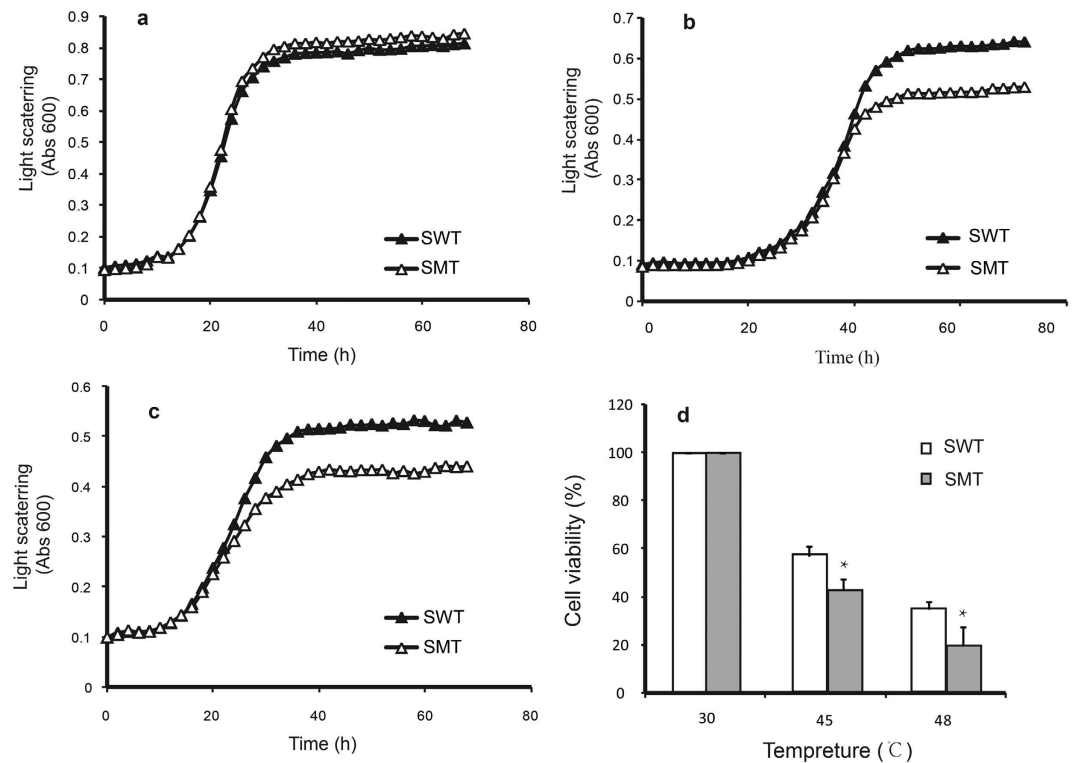 a
0.9
0.8
0.7
0.6
0.5
0.4
0.3
0.2
0.1
0
Light scaterring
(Abs 600)
SWT
SMT
0 20 40 60 80
Time (h)
b
0.7
0.6
0.5
0.4
0.3
0.2
0.1
0
Light scaterring
(Abs 600)
SWT
SMT
0 20 40 60 80
Time (h)
c
0.6
0.5
0.4
0.3
0.2
0.1
0
Light scaterring
(Abs 600)
SWT
SMT
0 20 40 60 80
Time (h)
d
120
100
80
60
40
20
0
Cell viability (%)
SWT
SMT
*
*
30 45 48
Tempreture (℃)